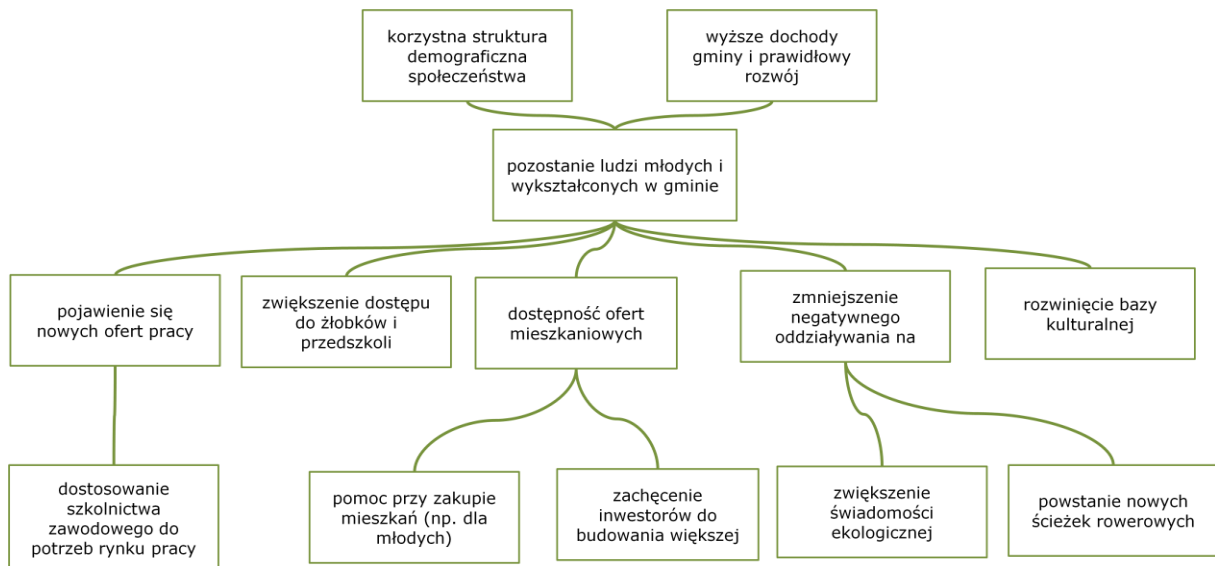 korzystna struktura
demograficzna
społeczeństwa
wyższe dochody
gminy i prawidłowy
rozwój
pozostanie ludzi młodych i
wykształconych w gminie
pojawienie się
nowych ofert pracy
zwiększenie dostępu
do żłobków i
przedszkoli
dostępność ofert
mieszkaniowych
zmniejszenie
negatywnego
oddziaływania na
rozwinięcie bazy
kulturalnej
dostosowanie
szkolnictwa
zawodowego do
potrzeb rynku pracy
pomoc przy zakupie
mieszkań (np. dla
młodych)
zachęcenie
inwestorów do
budowania większej
zwiększenie
świadomości
ekologicznej
powstanie nowych
ścieżek rowerowych